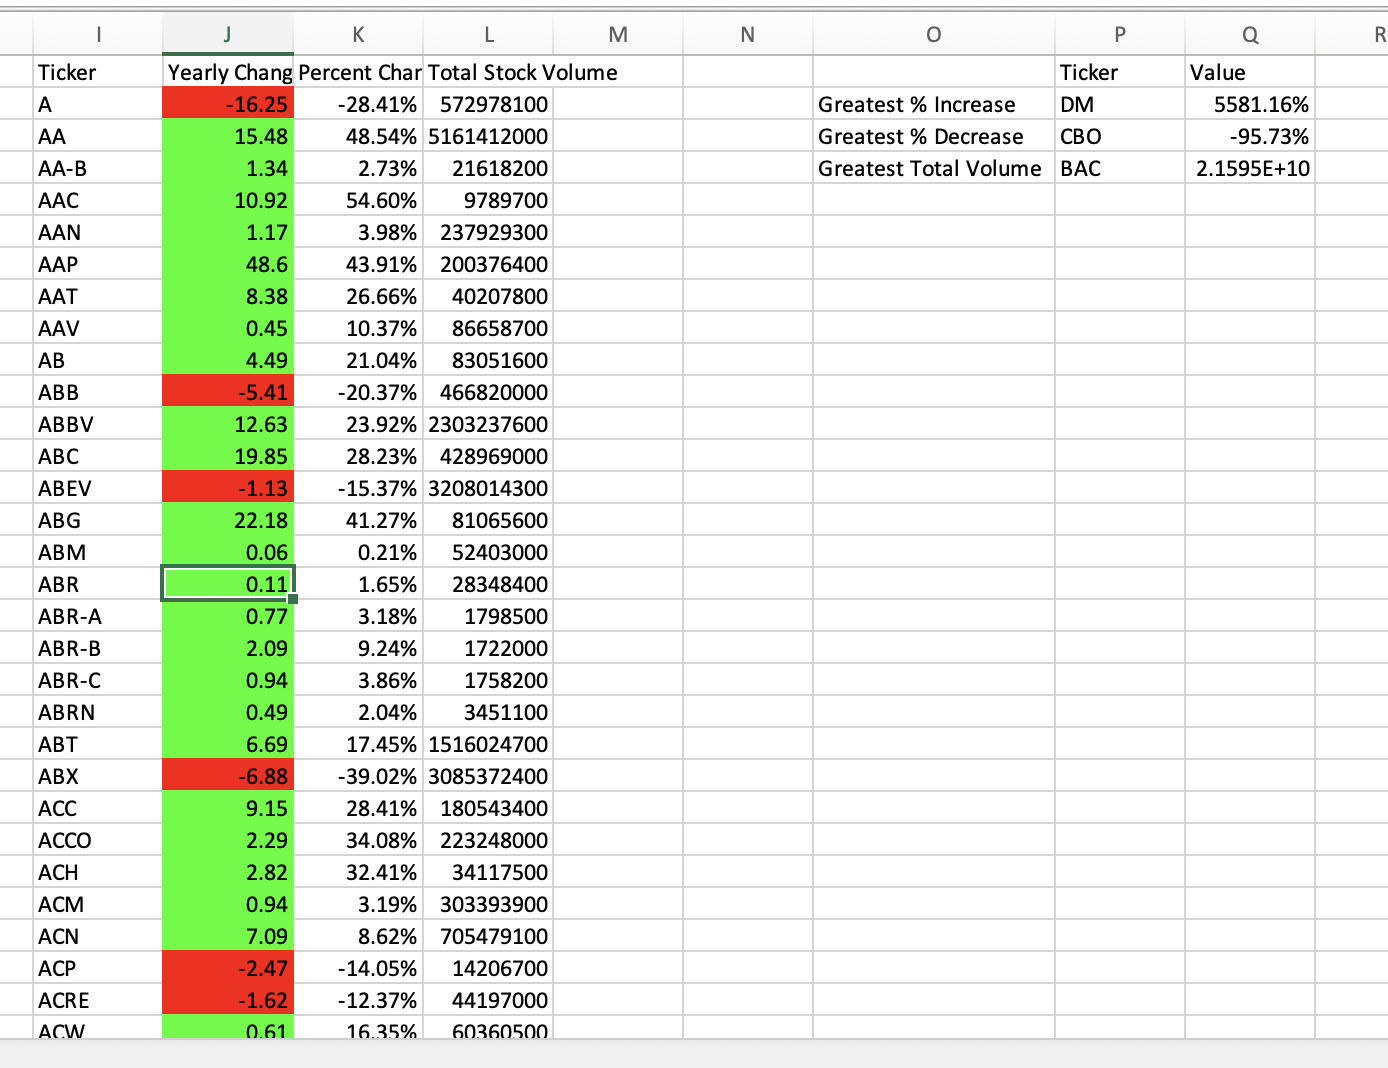 I J K L M N O P Q R
Ticker Yearly Chang Percent Char Total Stock Volume Ticker Value
A -16.25 -28.41% 572978100 Greatest % Increase DM 5581.16%
AA 15.48 48.54% 5161412000 Greatest % Decrease CBO -95.73%
AA-B 1.34 2.73% 21618200 Greatest Total Volume BAC 2.1595E+10
AAC 10.92 54.60% 9789700
AAN 1.17 3.98% 237929300
AAP 48.6 43.91% 200376400
AAT 8.38 26.66% 40207800
AAV 0.45 10.37% 86658700
AB 4.49 21.04% 83051600
ABB -5.41 -20.37% 466820000
ABBV 12.63 23.92% 2303237600
ABC 19.85 28.23% 428969000
ABEV -1.13 -15.37% 3208014300
ABG 22.18 41.27% 81065600
ABM 0.06 0.21% 52403000
ABR 0.11 1.65% 28348400
ABR-A 0.77 3.18% 1798500
ABR-B 2.09 9.24% 1722000
ABR-C 0.94 3.86% 1758200
ABRN 0.49 2.04% 3451100
ABT 6.69 17.45% 1516024700
ABX -6.88 -39.02% 3085372400
ACC 9.15 28.41% 180543400
ACCO 2.29 34.08% 223248000
ACH 2.82 32.41% 34117500
ACM 0.94 3.19% 303393900
ACN 7.09 8.62% 705479100
ACP -2.47 -14.05% 14206700
ACRE -1.62 -12.37% 44197000
ACW 0.61 16.35% 60360500